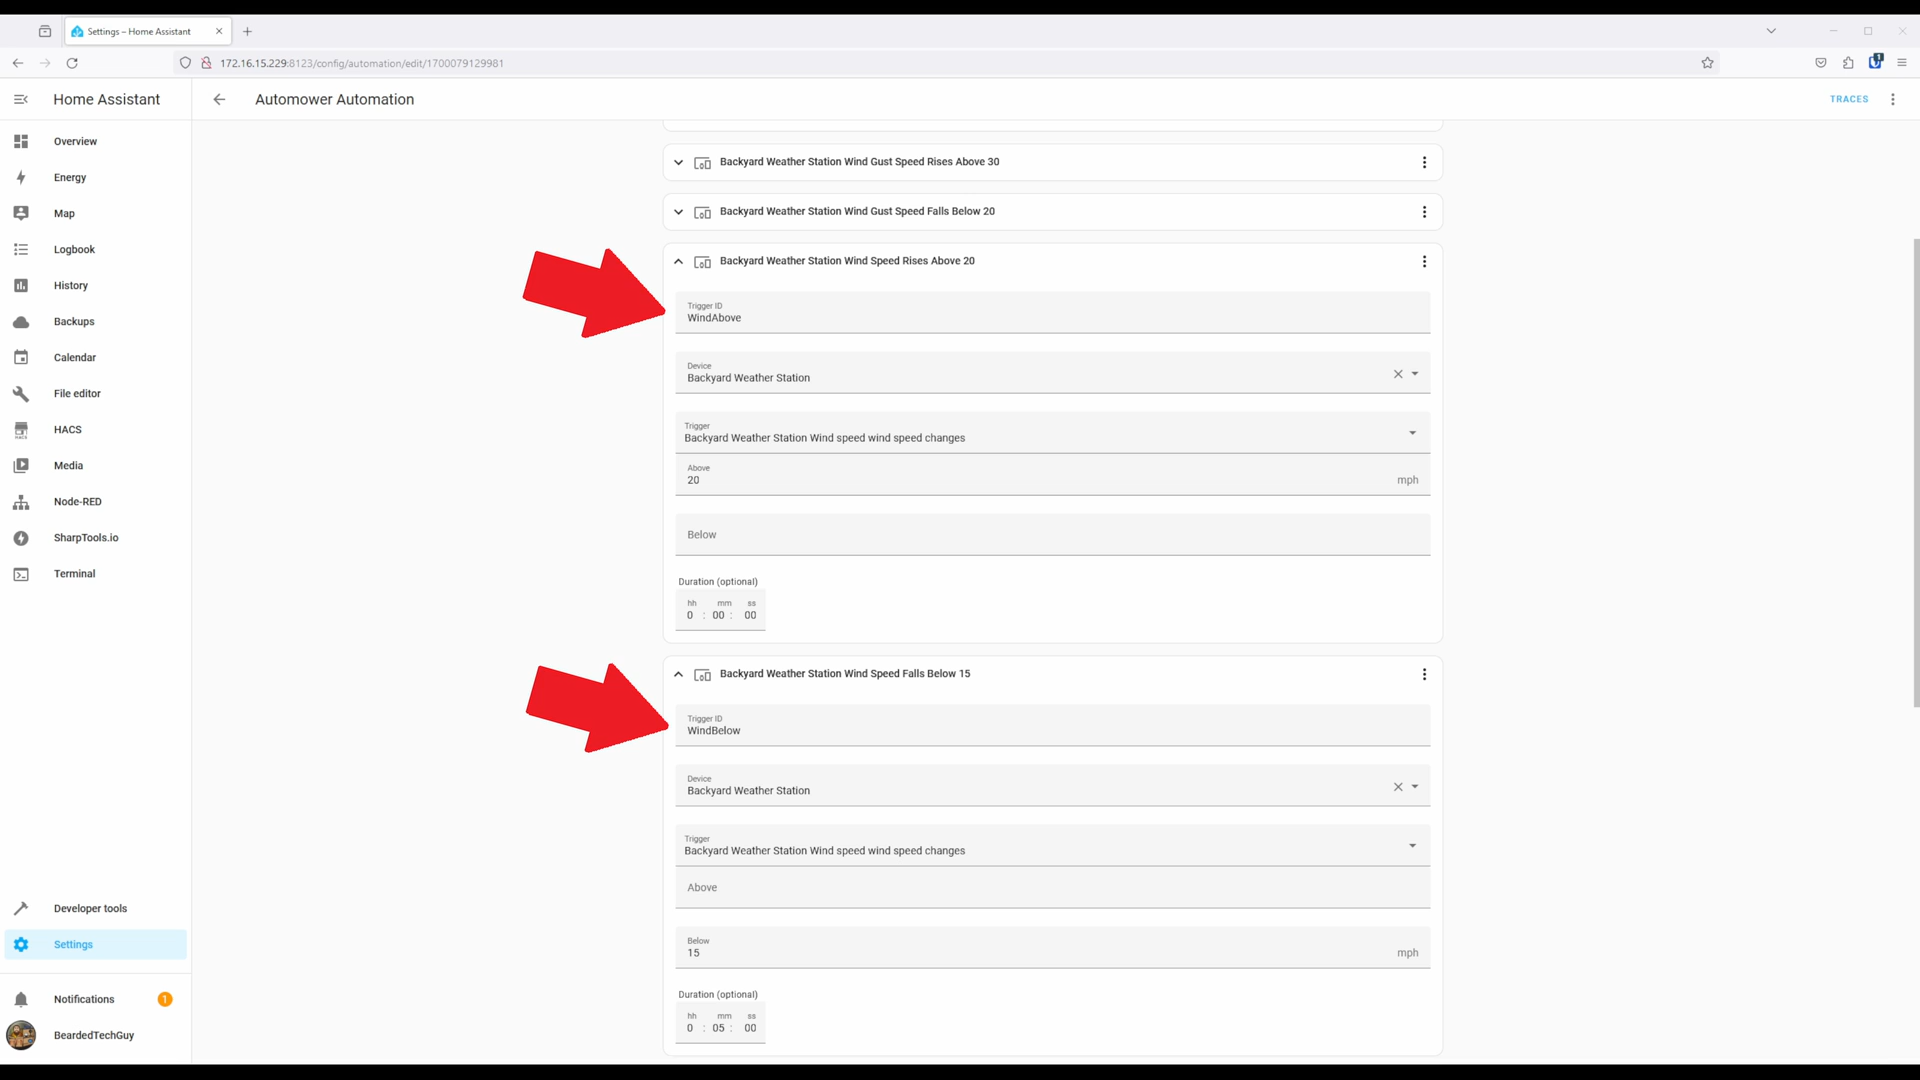 Settings – Home Assistant
172.16.15.229:8123/config/automation/edit/1700079129981
1
Home Assistant
Automower Automation
TRACES
Overview
Energy
Map
Logbook
History
Backups
Calendar
File editor
HACS
HACS
Media
Node-RED
SharpTools.io
Terminal
Developer tools
Settings
Notifications
1
BeardedTechGuy
Backyard Weather Station Wind Gust Speed Rises Above 30
Backyard Weather Station Wind Gust Speed Falls Below 20
Backyard Weather Station Wind Speed Rises Above 20
Trigger ID
WindAbove
Device
Backyard Weather Station
Trigger
Backyard Weather Station Wind speed wind speed changes
Above
20 mph
Below
Duration (optional)
hh mm ss
0 : 00 : 00
Backyard Weather Station Wind Speed Falls Below 15
Trigger ID
WindBelow
Device
Backyard Weather Station
Trigger
Backyard Weather Station Wind speed wind speed changes
Above
Below
15 mph
Duration (optional)
hh mm ss
0 : 05 : 00